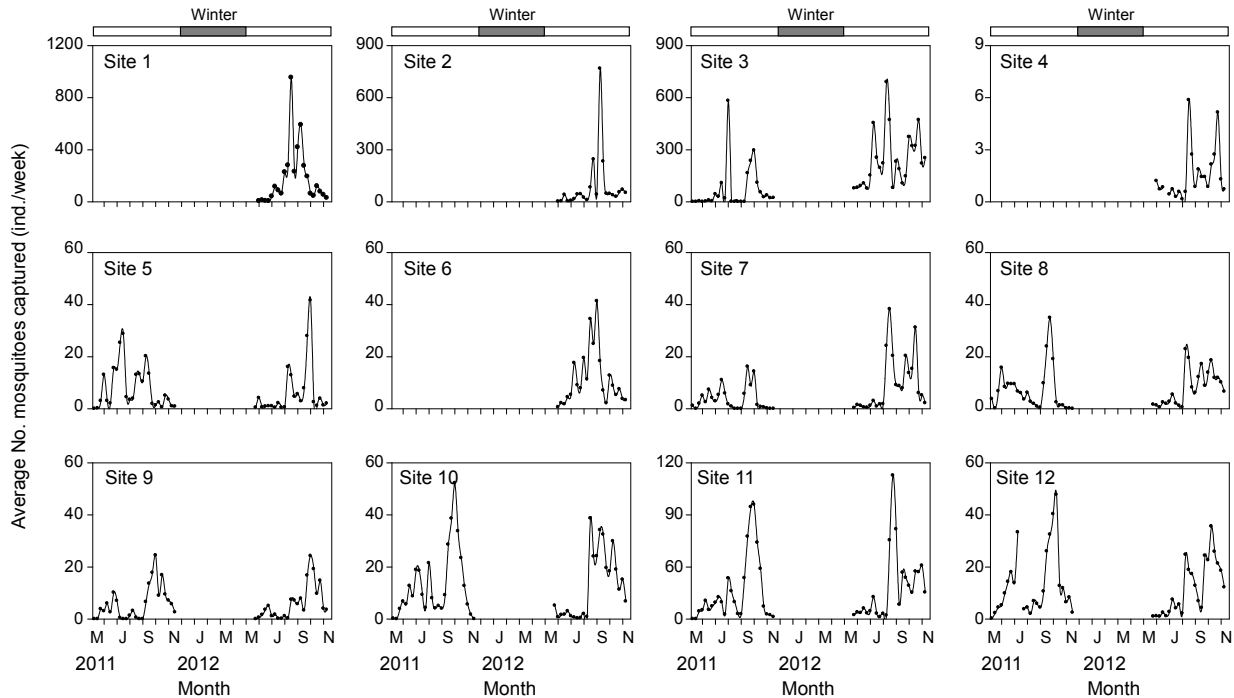 Winter Winter Winter Winter
1200 900 900 9
Site 1 Site 2 Site 3 Site 4
800 600 600 6
400 300 300 3
0 0 0 0
60 60 60 60
Site 5 Site 6 Site 7 Site 8
40 40 40 40
20 20 20 20
0 0 0 0
60 60 120 60
Site 9 Site 10 Site 11 Site 12
40 40 90 40
20 20 60 20
0 0 0 0
M J S N J M M J S N M J S N J M M J S N M J S N J M M J S N M J S N J M M J S N
2011 2012 2011 2012 2011 2012 2011 2012
Month Month Month Month
Average No. mosquitoes captured (ind./week)